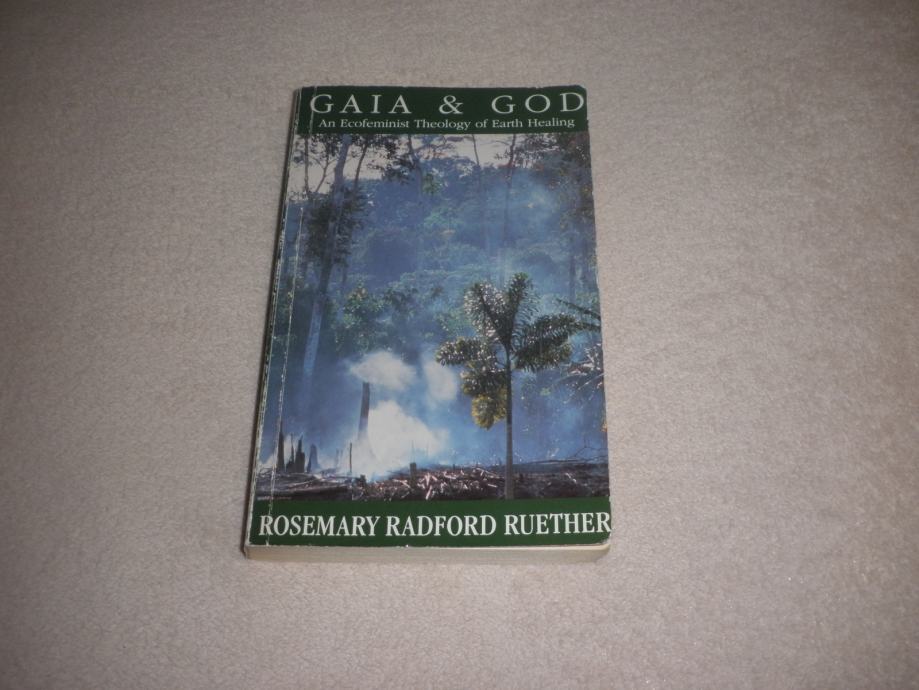 GAIA & GOD
An Ecofeminist Theology of Earth Healing
ROSEMARY RADFORD RUETHER